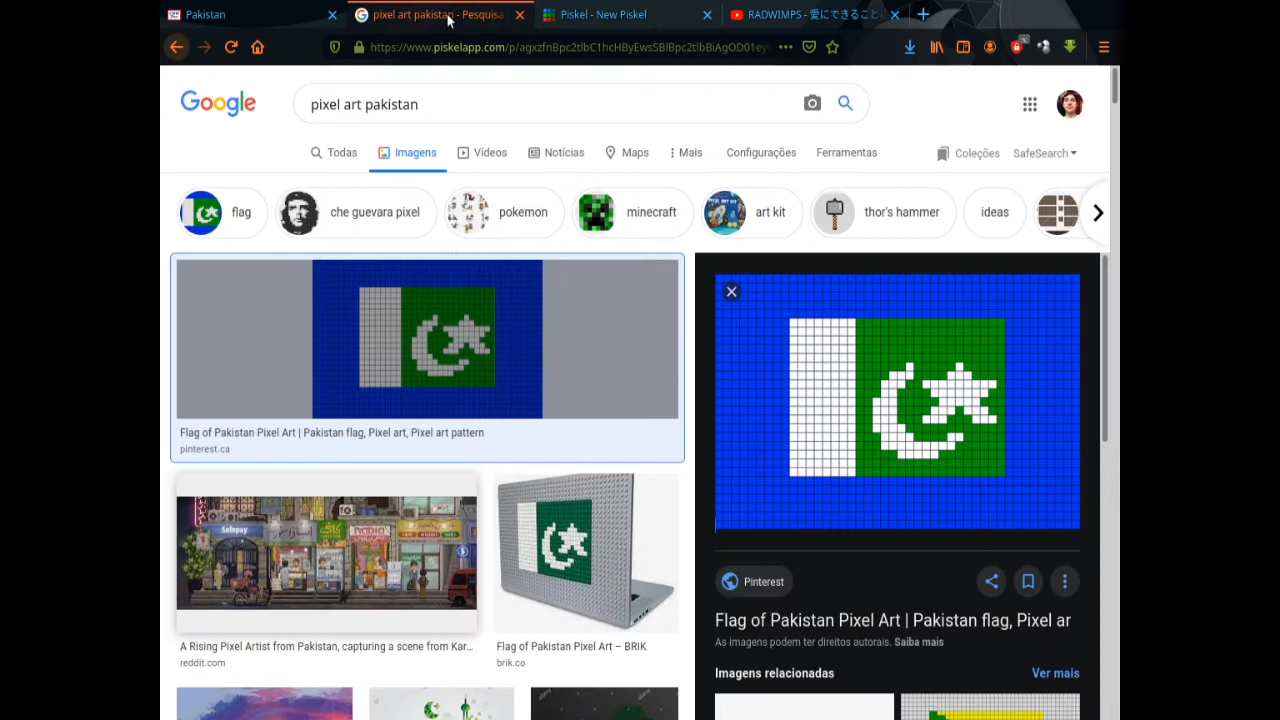 Pakistan
pixel art pakistan - Pesquisa
Piskel - New Piskel
RADWIMPS - 愛にできることは
https://www.piskelapp.com/p/agxzfnBpc2tlbC1hcHByEwsSBlBpc2tlbBiAgOD01ey
Google
pixel art pakistan
Todas
Imagens
Vídeos
Notícias
Maps
Mais
Configurações
Ferramentas
Coleções
SafeSearch
flag
che guevara pixel
pokemon
minecraft
art kit
thor's hammer
ideas
Flag of Pakistan Pixel Art | Pakistan flag, Pixel art, Pixel art pattern
pinterest.ca
Safepay
A Rising Pixel Artist from Pakistan, capturing a scene from Kar...
reddit.com
Flag of Pakistan Pixel Art – BRIK
brik.co
Pinterest
Flag of Pakistan Pixel Art | Pakistan flag, Pixel ar
As imagens podem ter direitos autorais. Saiba mais
Imagens relacionadas
Ver mais